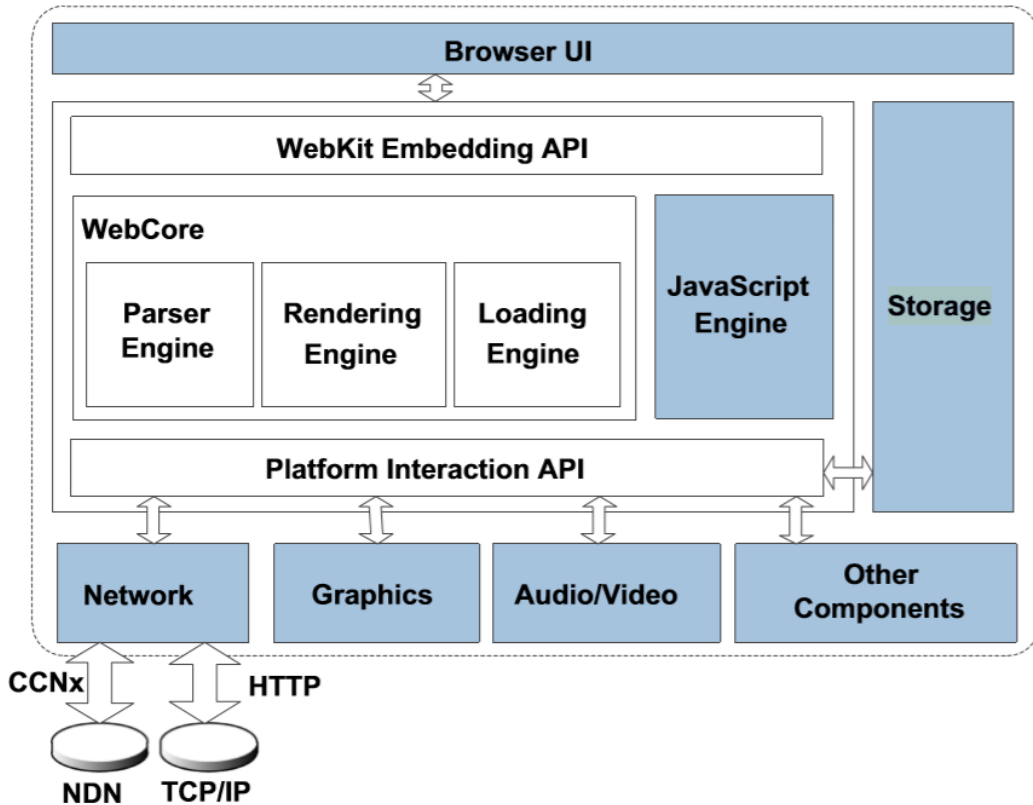 Browser UI
WebKit Embedding API
WebCore
Parser
Engine
Rendering
Engine
Loading
Engine
JavaScript
Engine
Storage
Platform Interaction API
Network
Graphics
Audio/Video
Other
Components
CCNx
HTTP
NDN
TCP/IP